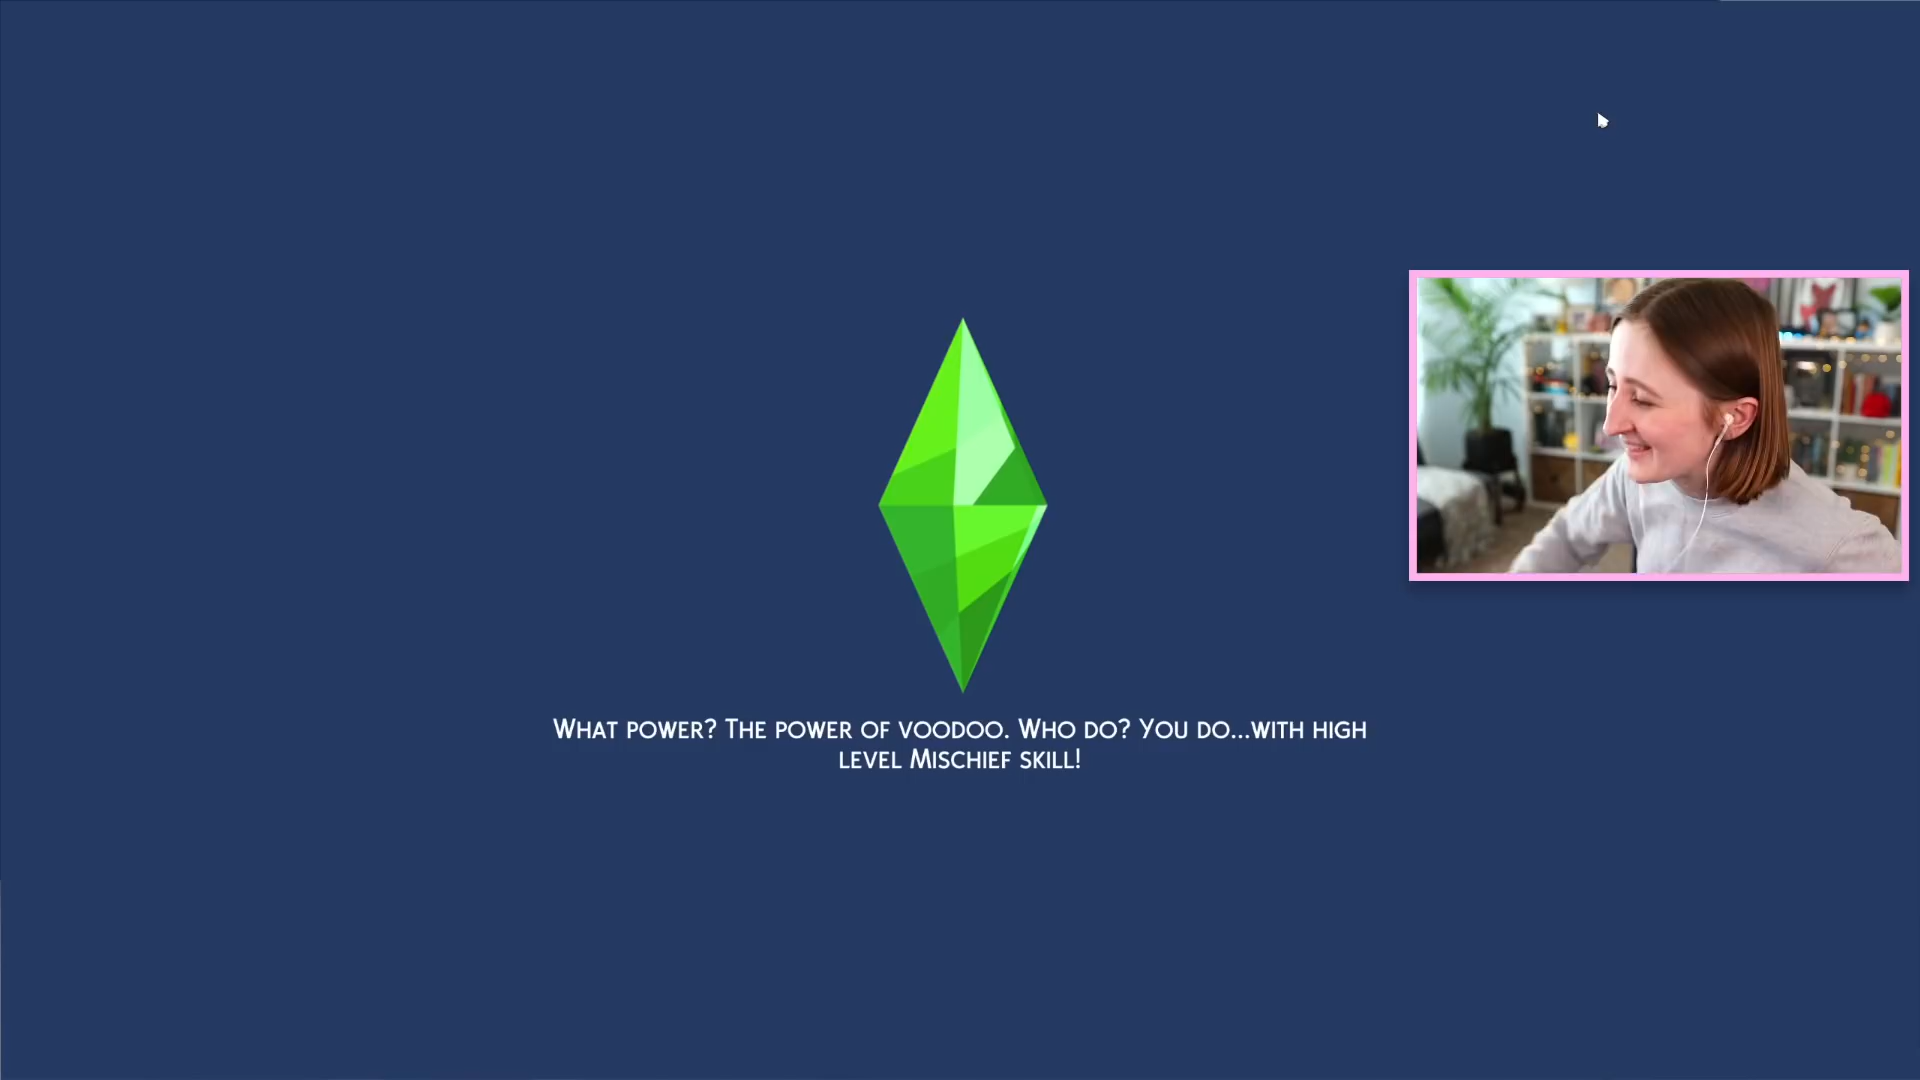 What power? The power of voodoo. Who do? You do...with high
level Mischief skill!